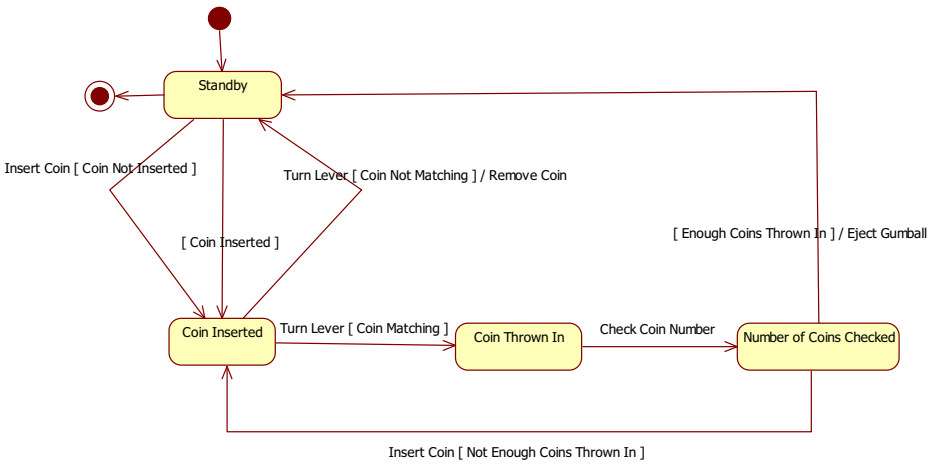 Standby
Insert Coin [ Coin Not Inserted ]
Turn Lever [ Coin Not Matching ] / Remove Coin
[ Coin Inserted ]
[ Enough Coins Thrown In ] / Eject Gumball
Coin Inserted
Turn Lever [ Coin Matching ]
Coin Thrown In
Check Coin Number
Number of Coins Checked
Insert Coin [ Not Enough Coins Thrown In ]